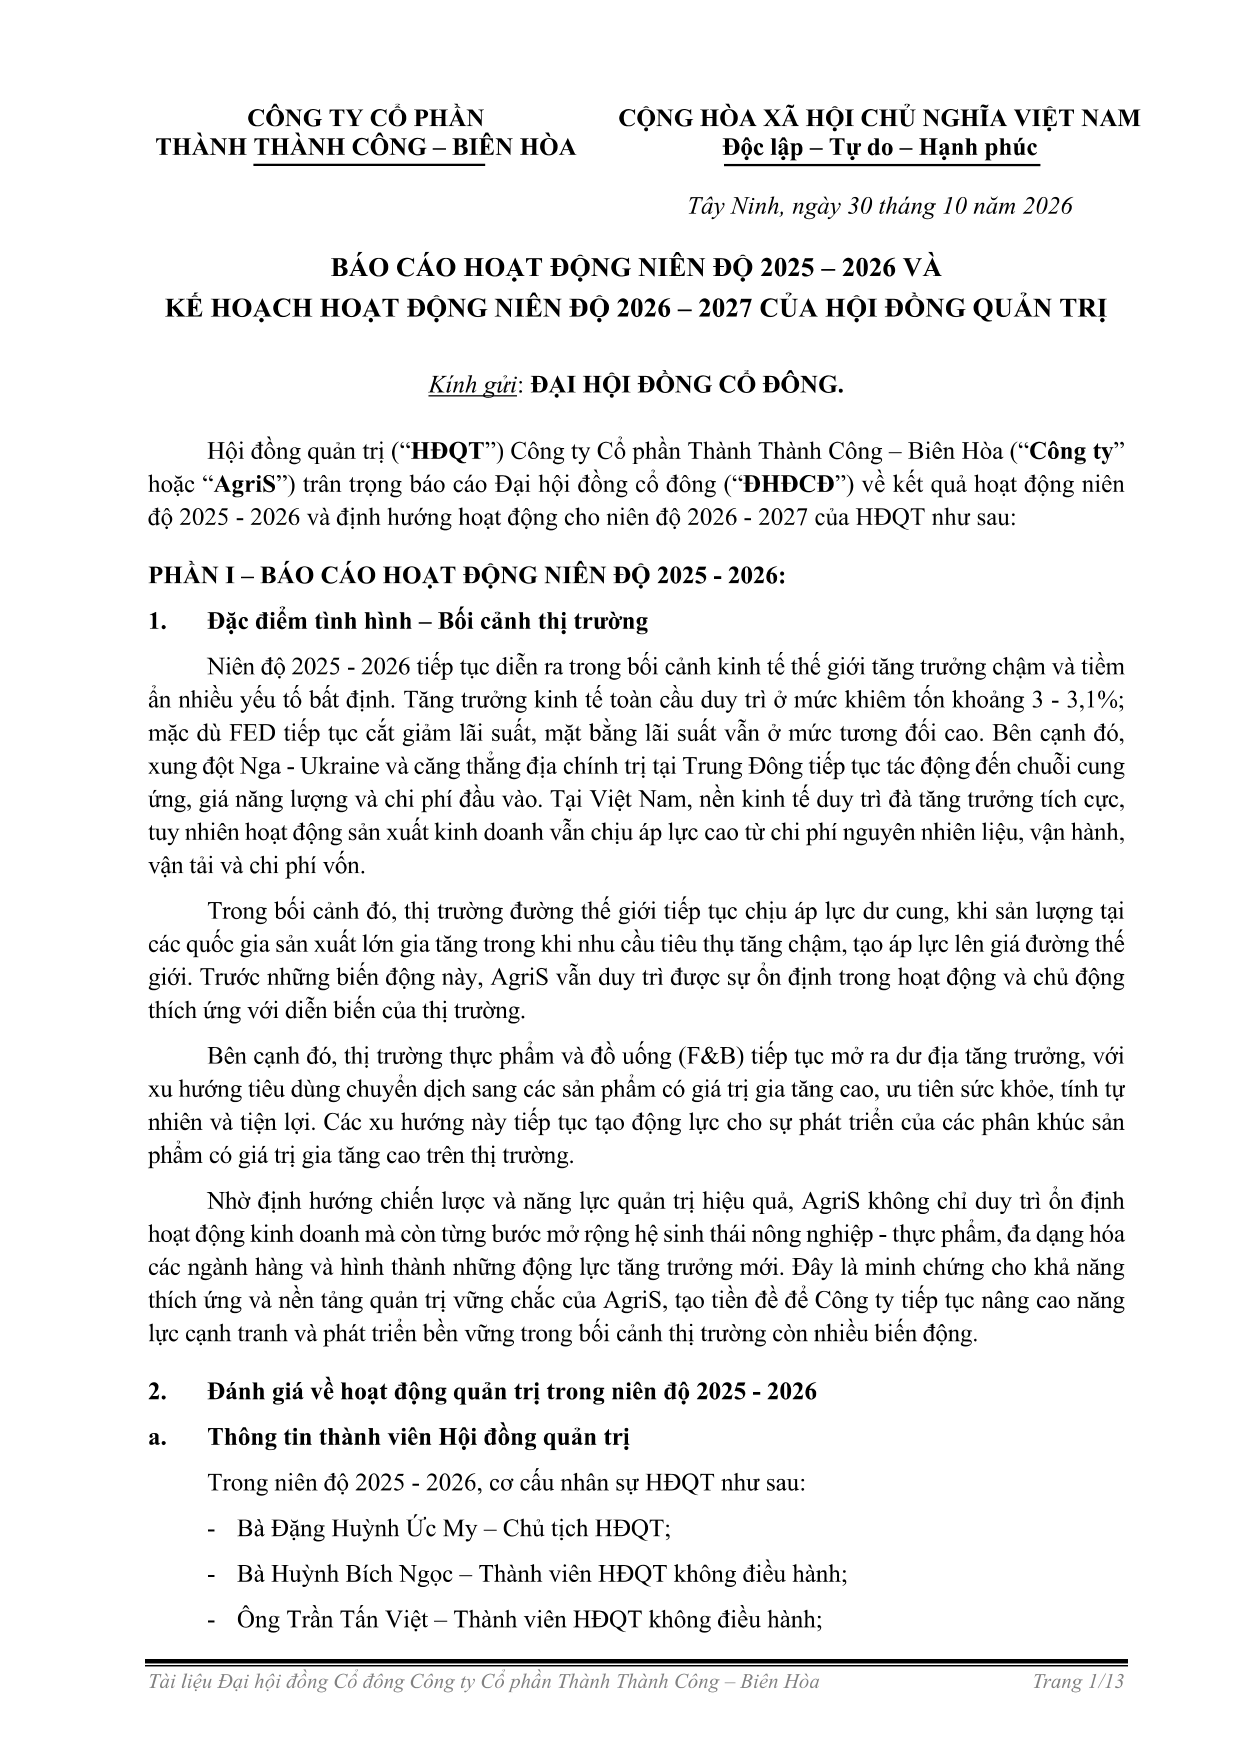 CÔNG TY CỔ PHẦN
THÀNH THÀNH CÔNG – BIÊN HÒA
CỘNG HÒA XÃ HỘI CHỦ NGHĨA VIỆT NAM
Độc lập – Tự do – Hạnh phúc
Tây Ninh, ngày 30 tháng 10 năm 2026
BÁO CÁO HOẠT ĐỘNG NIÊN ĐỘ 2025 – 2026 VÀ
KẾ HOẠCH HOẠT ĐỘNG NIÊN ĐỘ 2026 – 2027 CỦA HỘI ĐỒNG QUẢN TRỊ
Kính gửi: ĐẠI HỘI ĐỒNG CỔ ĐÔNG.
Hội đồng quản trị (“HĐQT”) Công ty Cổ phần Thành Thành Công – Biên Hòa (“Công ty”
hoặc “AgriS”) trân trọng báo cáo Đại hội đồng cổ đông (“ĐHĐCĐ”) về kết quả hoạt động niên
độ 2025 - 2026 và định hướng hoạt động cho niên độ 2026 - 2027 của HĐQT như sau:
PHẦN I – BÁO CÁO HOẠT ĐỘNG NIÊN ĐỘ 2025 - 2026:
1. Đặc điểm tình hình – Bối cảnh thị trường
Niên độ 2025 - 2026 tiếp tục diễn ra trong bối cảnh kinh tế thế giới tăng trưởng chậm và tiềm
ẩn nhiều yếu tố bất định. Tăng trưởng kinh tế toàn cầu duy trì ở mức khiêm tốn khoảng 3 - 3,1%;
mặc dù FED tiếp tục cắt giảm lãi suất, mặt bằng lãi suất vẫn ở mức tương đối cao. Bên cạnh đó,
xung đột Nga - Ukraine và căng thẳng địa chính trị tại Trung Đông tiếp tục tác động đến chuỗi cung
ứng, giá năng lượng và chi phí đầu vào. Tại Việt Nam, nền kinh tế duy trì đà tăng trưởng tích cực,
tuy nhiên hoạt động sản xuất kinh doanh vẫn chịu áp lực cao từ chi phí nguyên nhiên liệu, vận hành,
vận tải và chi phí vốn.
Trong bối cảnh đó, thị trường đường thế giới tiếp tục chịu áp lực dư cung, khi sản lượng tại
các quốc gia sản xuất lớn gia tăng trong khi nhu cầu tiêu thụ tăng chậm, tạo áp lực lên giá đường thế
giới. Trước những biến động này, AgriS vẫn duy trì được sự ổn định trong hoạt động và chủ động
thích ứng với diễn biến của thị trường.
Bên cạnh đó, thị trường thực phẩm và đồ uống (F&B) tiếp tục mở ra dư địa tăng trưởng, với
xu hướng tiêu dùng chuyển dịch sang các sản phẩm có giá trị gia tăng cao, ưu tiên sức khỏe, tính tự
nhiên và tiện lợi. Các xu hướng này tiếp tục tạo động lực cho sự phát triển của các phân khúc sản
phẩm có giá trị gia tăng cao trên thị trường.
Nhờ định hướng chiến lược và năng lực quản trị hiệu quả, AgriS không chỉ duy trì ổn định
hoạt động kinh doanh mà còn từng bước mở rộng hệ sinh thái nông nghiệp - thực phẩm, đa dạng hóa
các ngành hàng và hình thành những động lực tăng trưởng mới. Đây là minh chứng cho khả năng
thích ứng và nền tảng quản trị vững chắc của AgriS, tạo tiền đề để Công ty tiếp tục nâng cao năng
lực cạnh tranh và phát triển bền vững trong bối cảnh thị trường còn nhiều biến động.
2. Đánh giá về hoạt động quản trị trong niên độ 2025 - 2026
a. Thông tin thành viên Hội đồng quản trị
Trong niên độ 2025 - 2026, cơ cấu nhân sự HĐQT như sau:
- Bà Đặng Huỳnh Ức My – Chủ tịch HĐQT;
- Bà Huỳnh Bích Ngọc – Thành viên HĐQT không điều hành;
- Ông Trần Tấn Việt – Thành viên HĐQT không điều hành;
Tài liệu Đại hội đồng Cổ đông Công ty Cổ phần Thành Thành Công – Biên Hòa
Trang 1/13